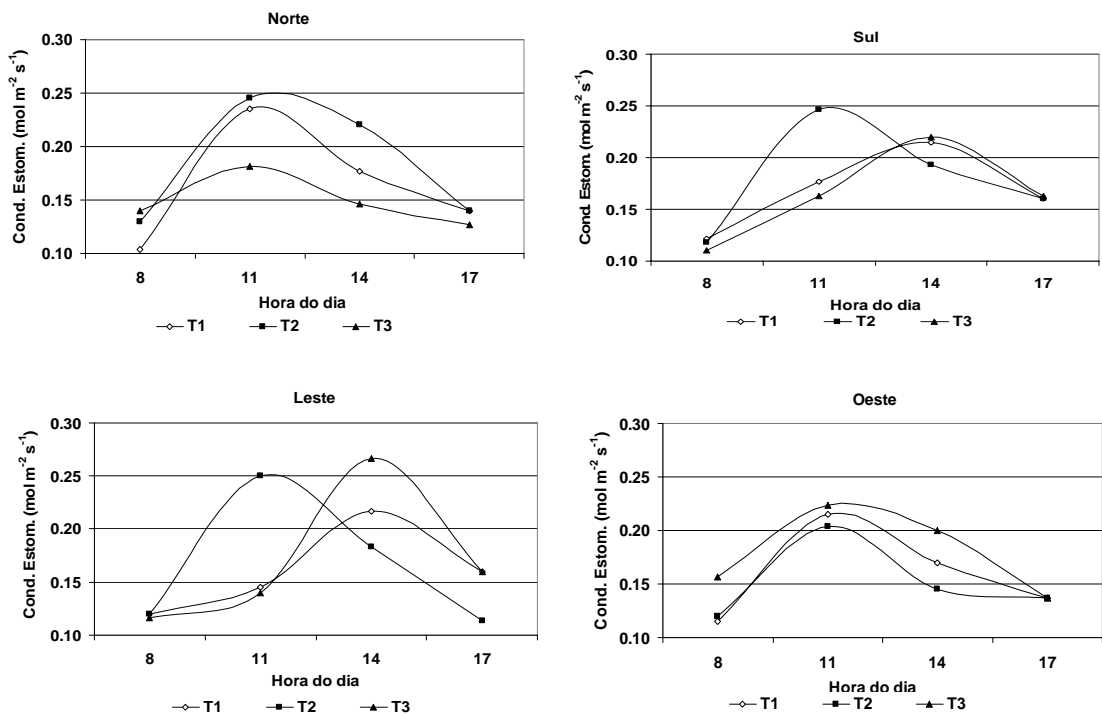 Norte
Cond. Estom. (mol m⁻² s⁻¹)
0.30
0.25
0.20
0.15
0.10
8 11 14 17
Hora do dia
T1 T2 T3
Sul
Cond. Estom. (mol m⁻² s⁻¹)
0.30
0.25
0.20
0.15
0.10
8 11 14 17
Hora do dia
T1 T2 T3
Leste
Cond. Estom. (mol m⁻² s⁻¹)
0.30
0.25
0.20
0.15
0.10
8 11 14 17
Hora do dia
T1 T2 T3
Oeste
Cond. Estom. (mol m⁻² s⁻¹)
0.30
0.25
0.20
0.15
0.10
8 11 14 17
Hora do dia
T1 T2 T3